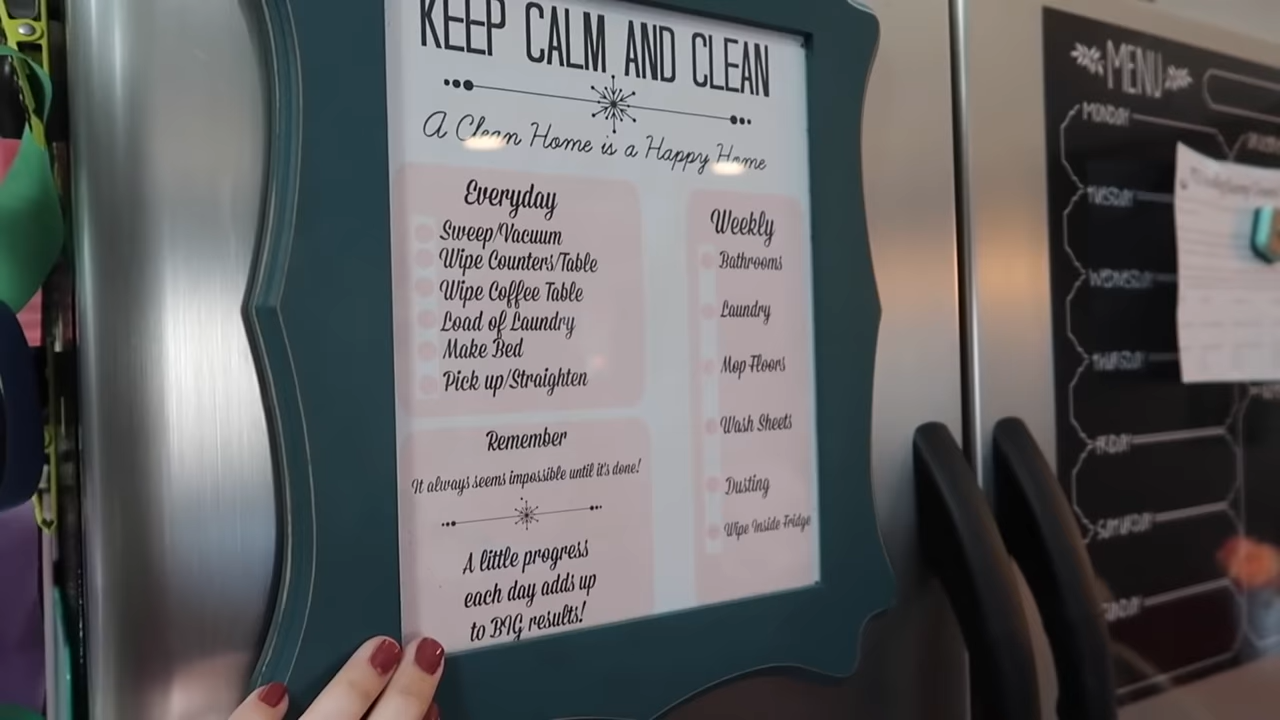 KEEP CALM AND CLEAN
A Clean Home is a Happy Home
Everyday
Sweep/Vacuum
Wipe Counters/Table
Wipe Coffee Table
Load of Laundry
Make Bed
Pick up/Straighten
Remember
It always seems impossible until it's done!
A little progress
each day adds up
to BIG results!
Weekly
Bathrooms
Laundry
Mop Floors
Wash Sheets
Dusting
Wipe Inside Fridge
MENU
MONDAY
TUESDAY
WEDNESDAY
THURSDAY
FRIDAY
SATURDAY
SUNDAY